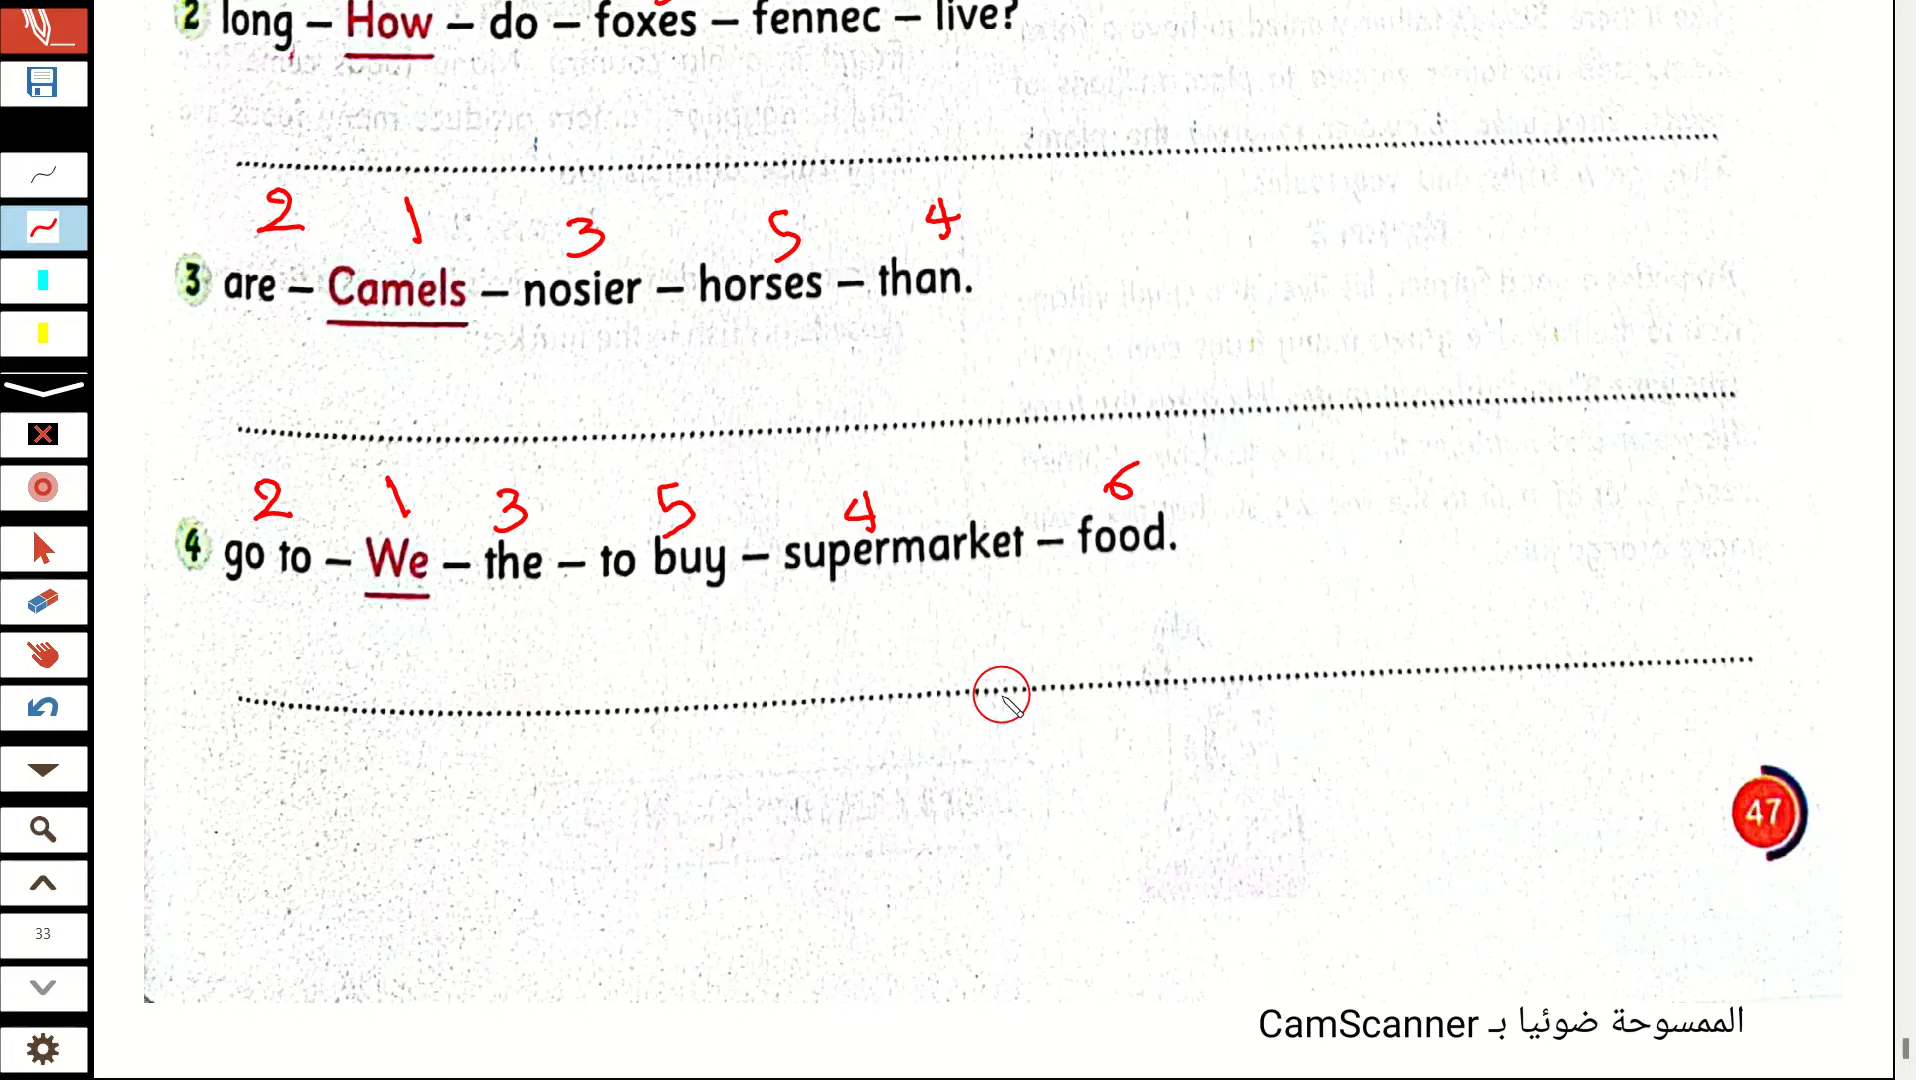 2 long – How – do – foxes – fennec – live?
2 1 3 5 4
3 are – Camels – nosier – horses – than.
2 1 3 5 4 6
4 go to – We – the – to buy – supermarket – food.
47
33
الممسوحة ضوئيا بـ CamScanner